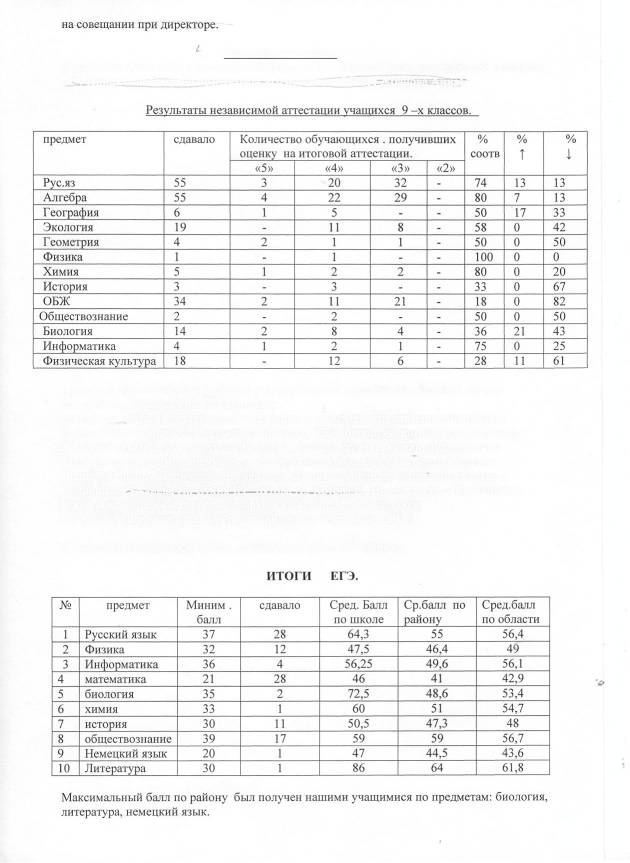 на совещании при директоре.
Результаты независимой аттестации учащихся 9 –х классов.
предмет сдавало Количество обучающихся . получивших % % %
оценку на итоговой аттестации. соотв ↑ ↓
«5» «4» «3» «2»
Рус.яз 55 3 20 32 - 74 13 13
Алгебра 55 4 22 29 - 80 7 13
География 6 1 5 - - 50 17 33
Экология 19 - 11 8 - 58 0 42
Геометрия 4 2 1 1 - 50 0 50
Физика 1 - 1 - - 100 0 0
Химия 5 1 2 2 - 80 0 20
История 3 - 3 - - 33 0 67
ОБЖ 34 2 11 21 - 18 0 82
Обществознание 2 - 2 - - 50 0 50
Биология 14 2 8 4 - 36 21 43
Информатика 4 1 2 1 - 75 0 25
Физическая культура 18 - 12 6 - 28 11 61
ИТОГИ ЕГЭ.
№ предмет Миним . сдавало Сред. Балл Ср.балл по Сред.балл
балл по школе району по области
1 Русский язык 37 28 64,3 55 56,4
2 Физика 32 12 47,5 46,4 49
3 Информатика 36 4 56,25 49,6 56,1
4 математика 21 28 46 41 42,9
5 биология 35 2 72,5 48,6 53,4
6 химия 33 1 60 51 54,7
7 история 30 11 50,5 47,3 48
8 обществознание 39 17 59 59 56,7
9 Немецкий язык 20 1 47 44,5 43,6
10 Литература 30 1 86 64 61,8
Максимальный балл по району был получен нашими учащимися по предметам: биология,
литература, немецкий язык.